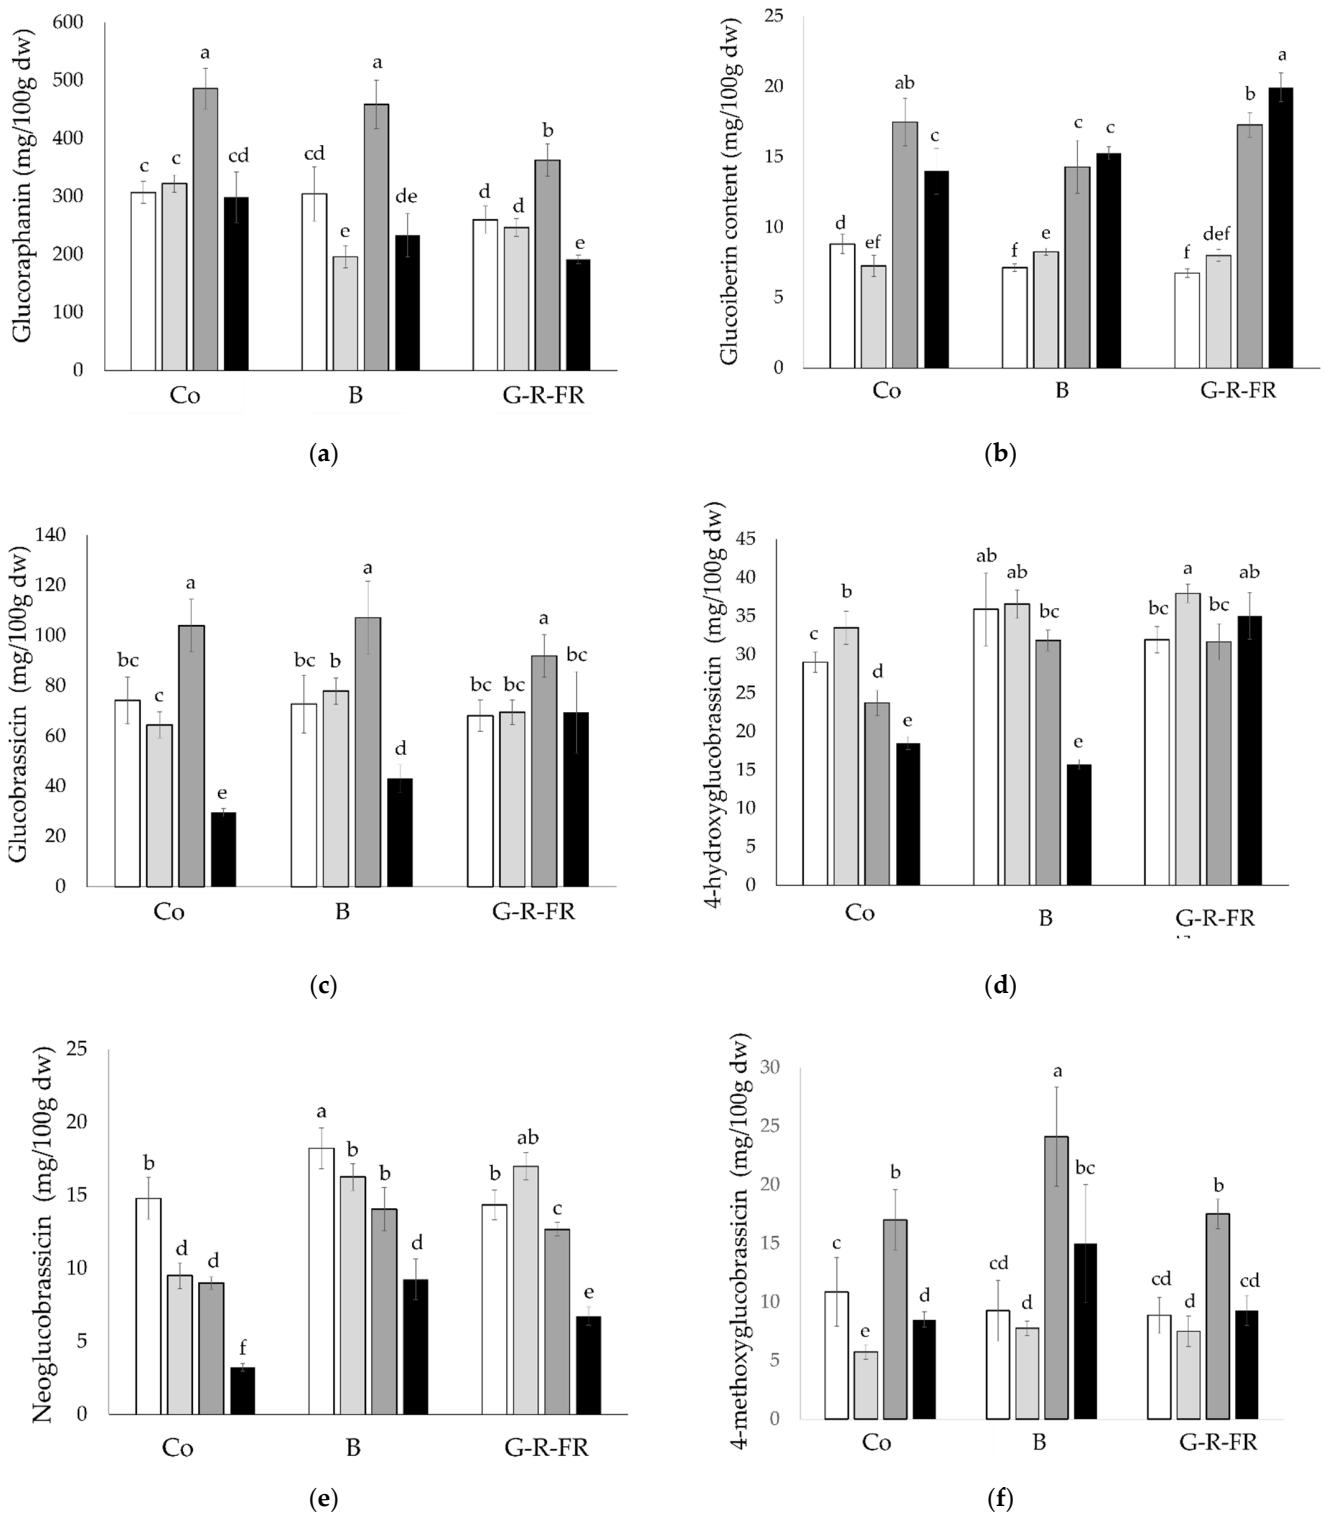 Glucoraphanin (mg/100g dw)
600
500
400
300
200
100
0
c c a cd
cd e a de
d d b e
Co B G-R-FR
(a)
Glucoiberin content (mg/100g dw)
25
20
15
10
5
0
d ef ab c
f e c c
f def b a
Co B G-R-FR
(b)
Glucobrassicin (mg/100g dw)
140
120
100
80
60
40
20
0
bc c a e
bc b a d
bc bc a bc
Co B G-R-FR
(c)
4-hydroxyglucobrassicin (mg/100g dw)
45
40
35
30
25
20
15
10
5
0
c b d e
ab ab bc e
bc a bc ab
Co B G-R-FR
(d)
Neoglucobrassicin (mg/100g dw)
25
20
15
10
5
0
b d d f
a b b d
b ab c e
Co B G-R-FR
(e)
4-methoxyglucobrassicin (mg/100g dw)
30
25
20
15
10
5
0
c e b d
cd d a bc
cd d b cd
Co B G-R-FR
(f)